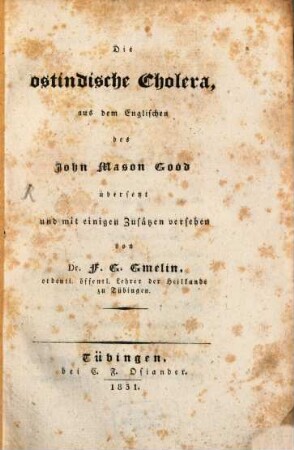 Die
ostindische Cholera,
aus dem Englischen
des
John Mason Good
übersetzt
und mit einigen Zusätzen versehen
von
Dr. F. G. Gmelin,
ordentl. öffentl. Lehrer der Heilkunde
zu Tübingen.
Tübingen,
bei C. F. Osiander.
1831.